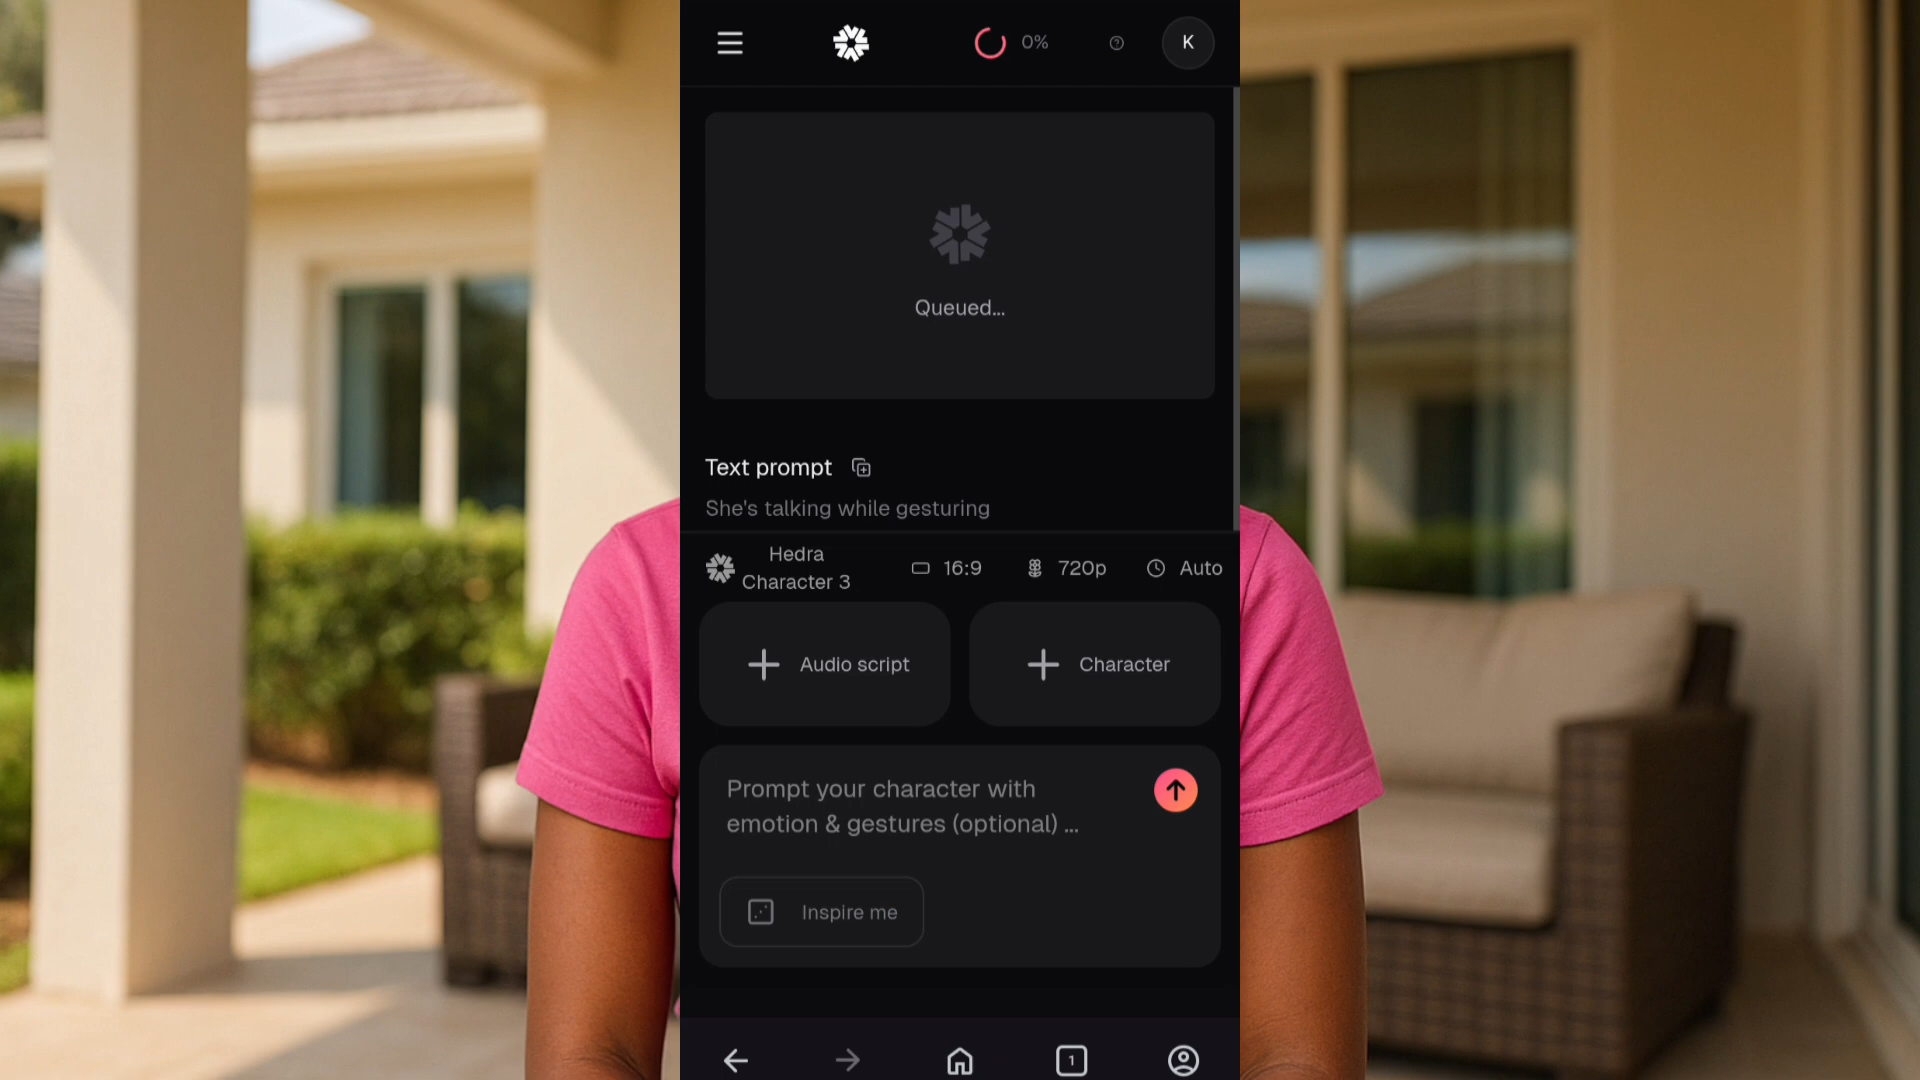 0%
K
Queued...
Text prompt
She's talking while gesturing
Hedra
Character 3
16:9
720p
Auto
Audio script
Character
Prompt your character with
emotion & gestures (optional) ...
Inspire me
1